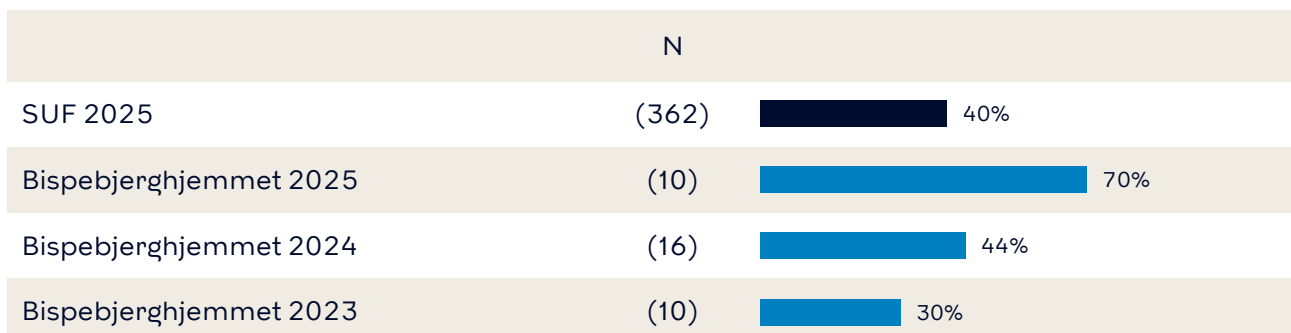 N
SUF 2025 (362) 40%
Bispebjerghjemmet 2025 (10) 70%
Bispebjerghjemmet 2024 (16) 44%
Bispebjerghjemmet 2023 (10) 30%